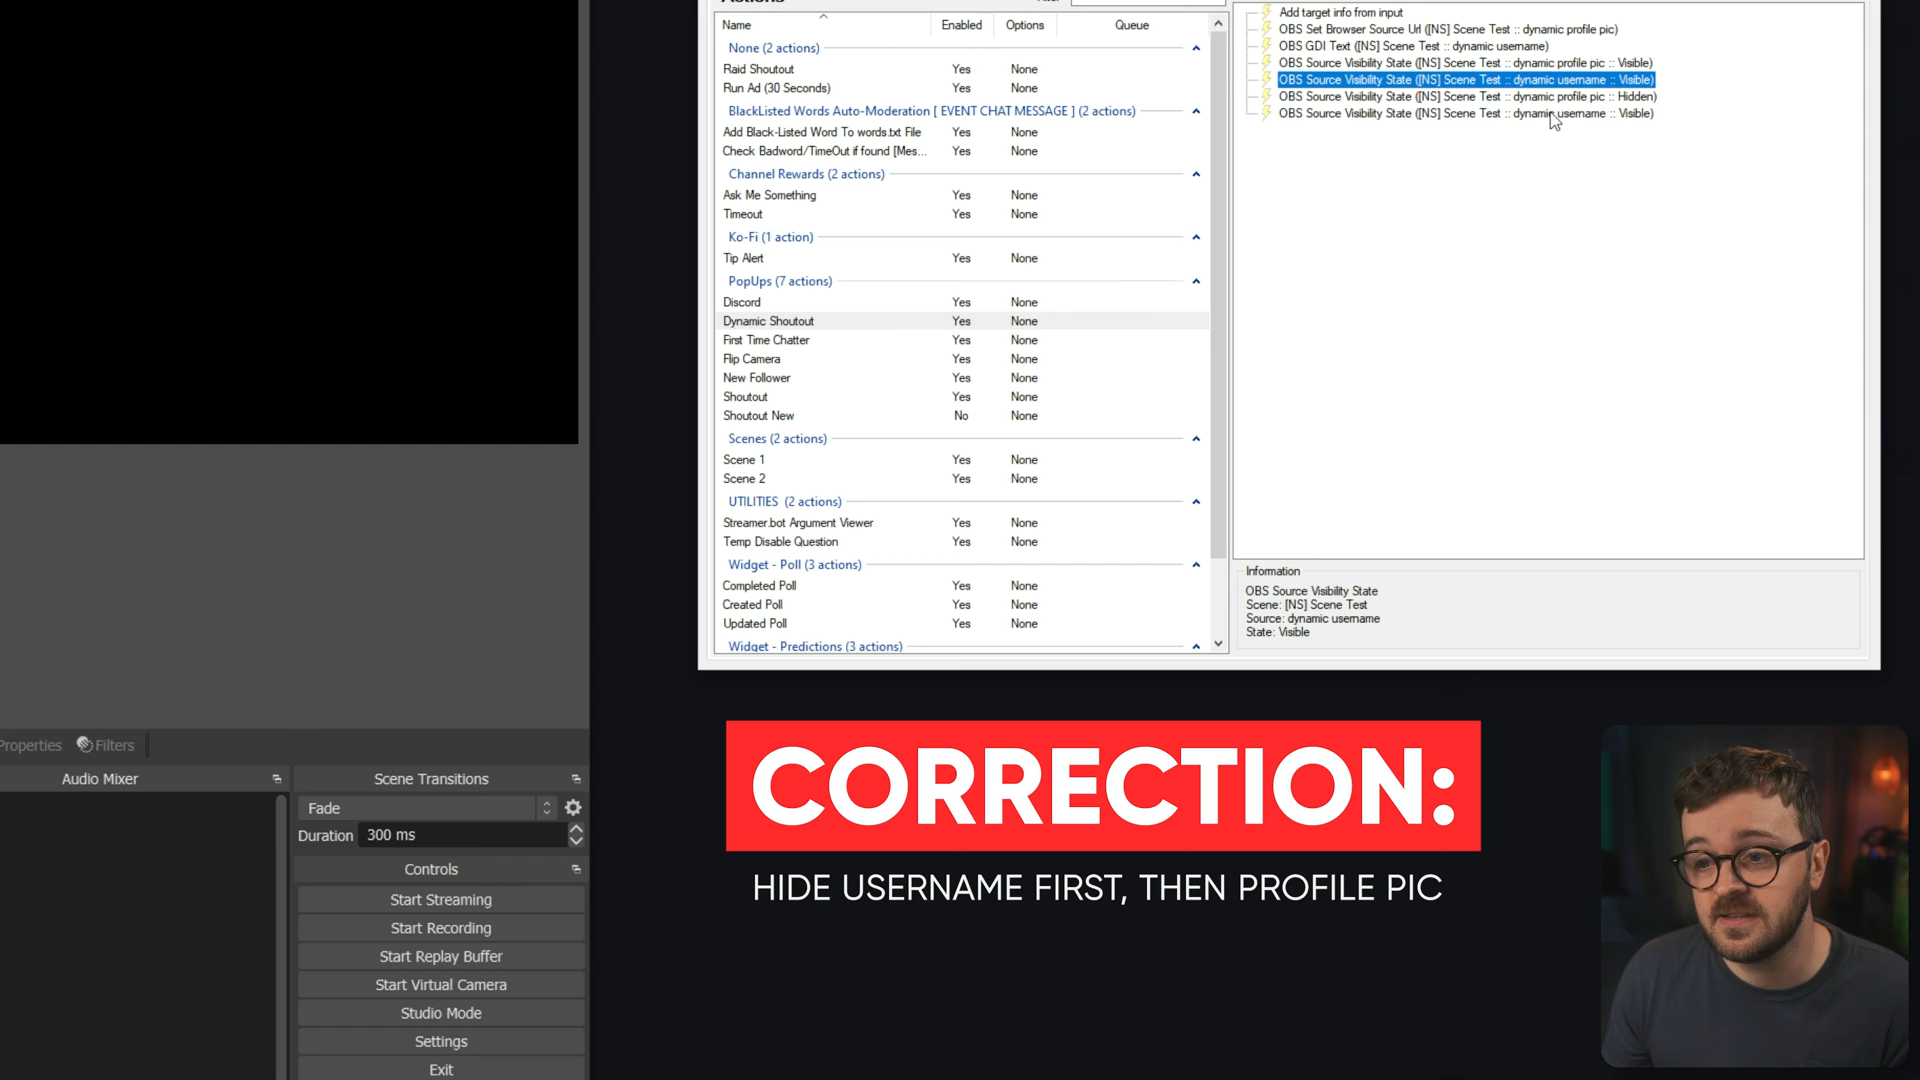 Name Enabled Options Queue
None (2 actions)
Raid Shoutout Yes None
Run Ad (30 Seconds) Yes None
BlackListed Words Auto-Moderation [ EVENT CHAT MESSAGE ] (2 actions)
Add Black-Listed Word To words.txt File Yes None
Check Badword/TimeOut if found [Mes... Yes None
Channel Rewards (2 actions)
Ask Me Something Yes None
Timeout Yes None
Ko-Fi (1 action)
Tip Alert Yes None
PopUps (7 actions)
Discord Yes None
Dynamic Shoutout Yes None
First Time Chatter Yes None
Flip Camera Yes None
New Follower Yes None
Shoutout Yes None
Shoutout New No None
Scenes (2 actions)
Scene 1 Yes None
Scene 2 Yes None
UTILITIES (2 actions)
Streamer.bot Argument Viewer Yes None
Temp Disable Question Yes None
Widget - Poll (3 actions)
Completed Poll Yes None
Created Poll Yes None
Updated Poll Yes None
Widget - Predictions (3 actions)
Add target info from input
OBS Set Browser Source Url ([NS] Scene Test :: dynamic profile pic)
OBS GDI Text ([NS] Scene Test :: dynamic username)
OBS Source Visibility State ([NS] Scene Test :: dynamic profile pic :: Visible)
OBS Source Visibility State ([NS] Scene Test :: dynamic username :: Visible)
OBS Source Visibility State ([NS] Scene Test :: dynamic profile pic :: Hidden)
OBS Source Visibility State ([NS] Scene Test :: dynamic username :: Visible)
Information
OBS Source Visibility State
Scene: [NS] Scene Test
Source: dynamic username
State: Visible
Properties Filters
Audio Mixer
Scene Transitions
Fade
Duration 300 ms
Controls
Start Streaming
Start Recording
Start Replay Buffer
Start Virtual Camera
Studio Mode
Settings
Exit
CORRECTION:
HIDE USERNAME FIRST, THEN PROFILE PIC